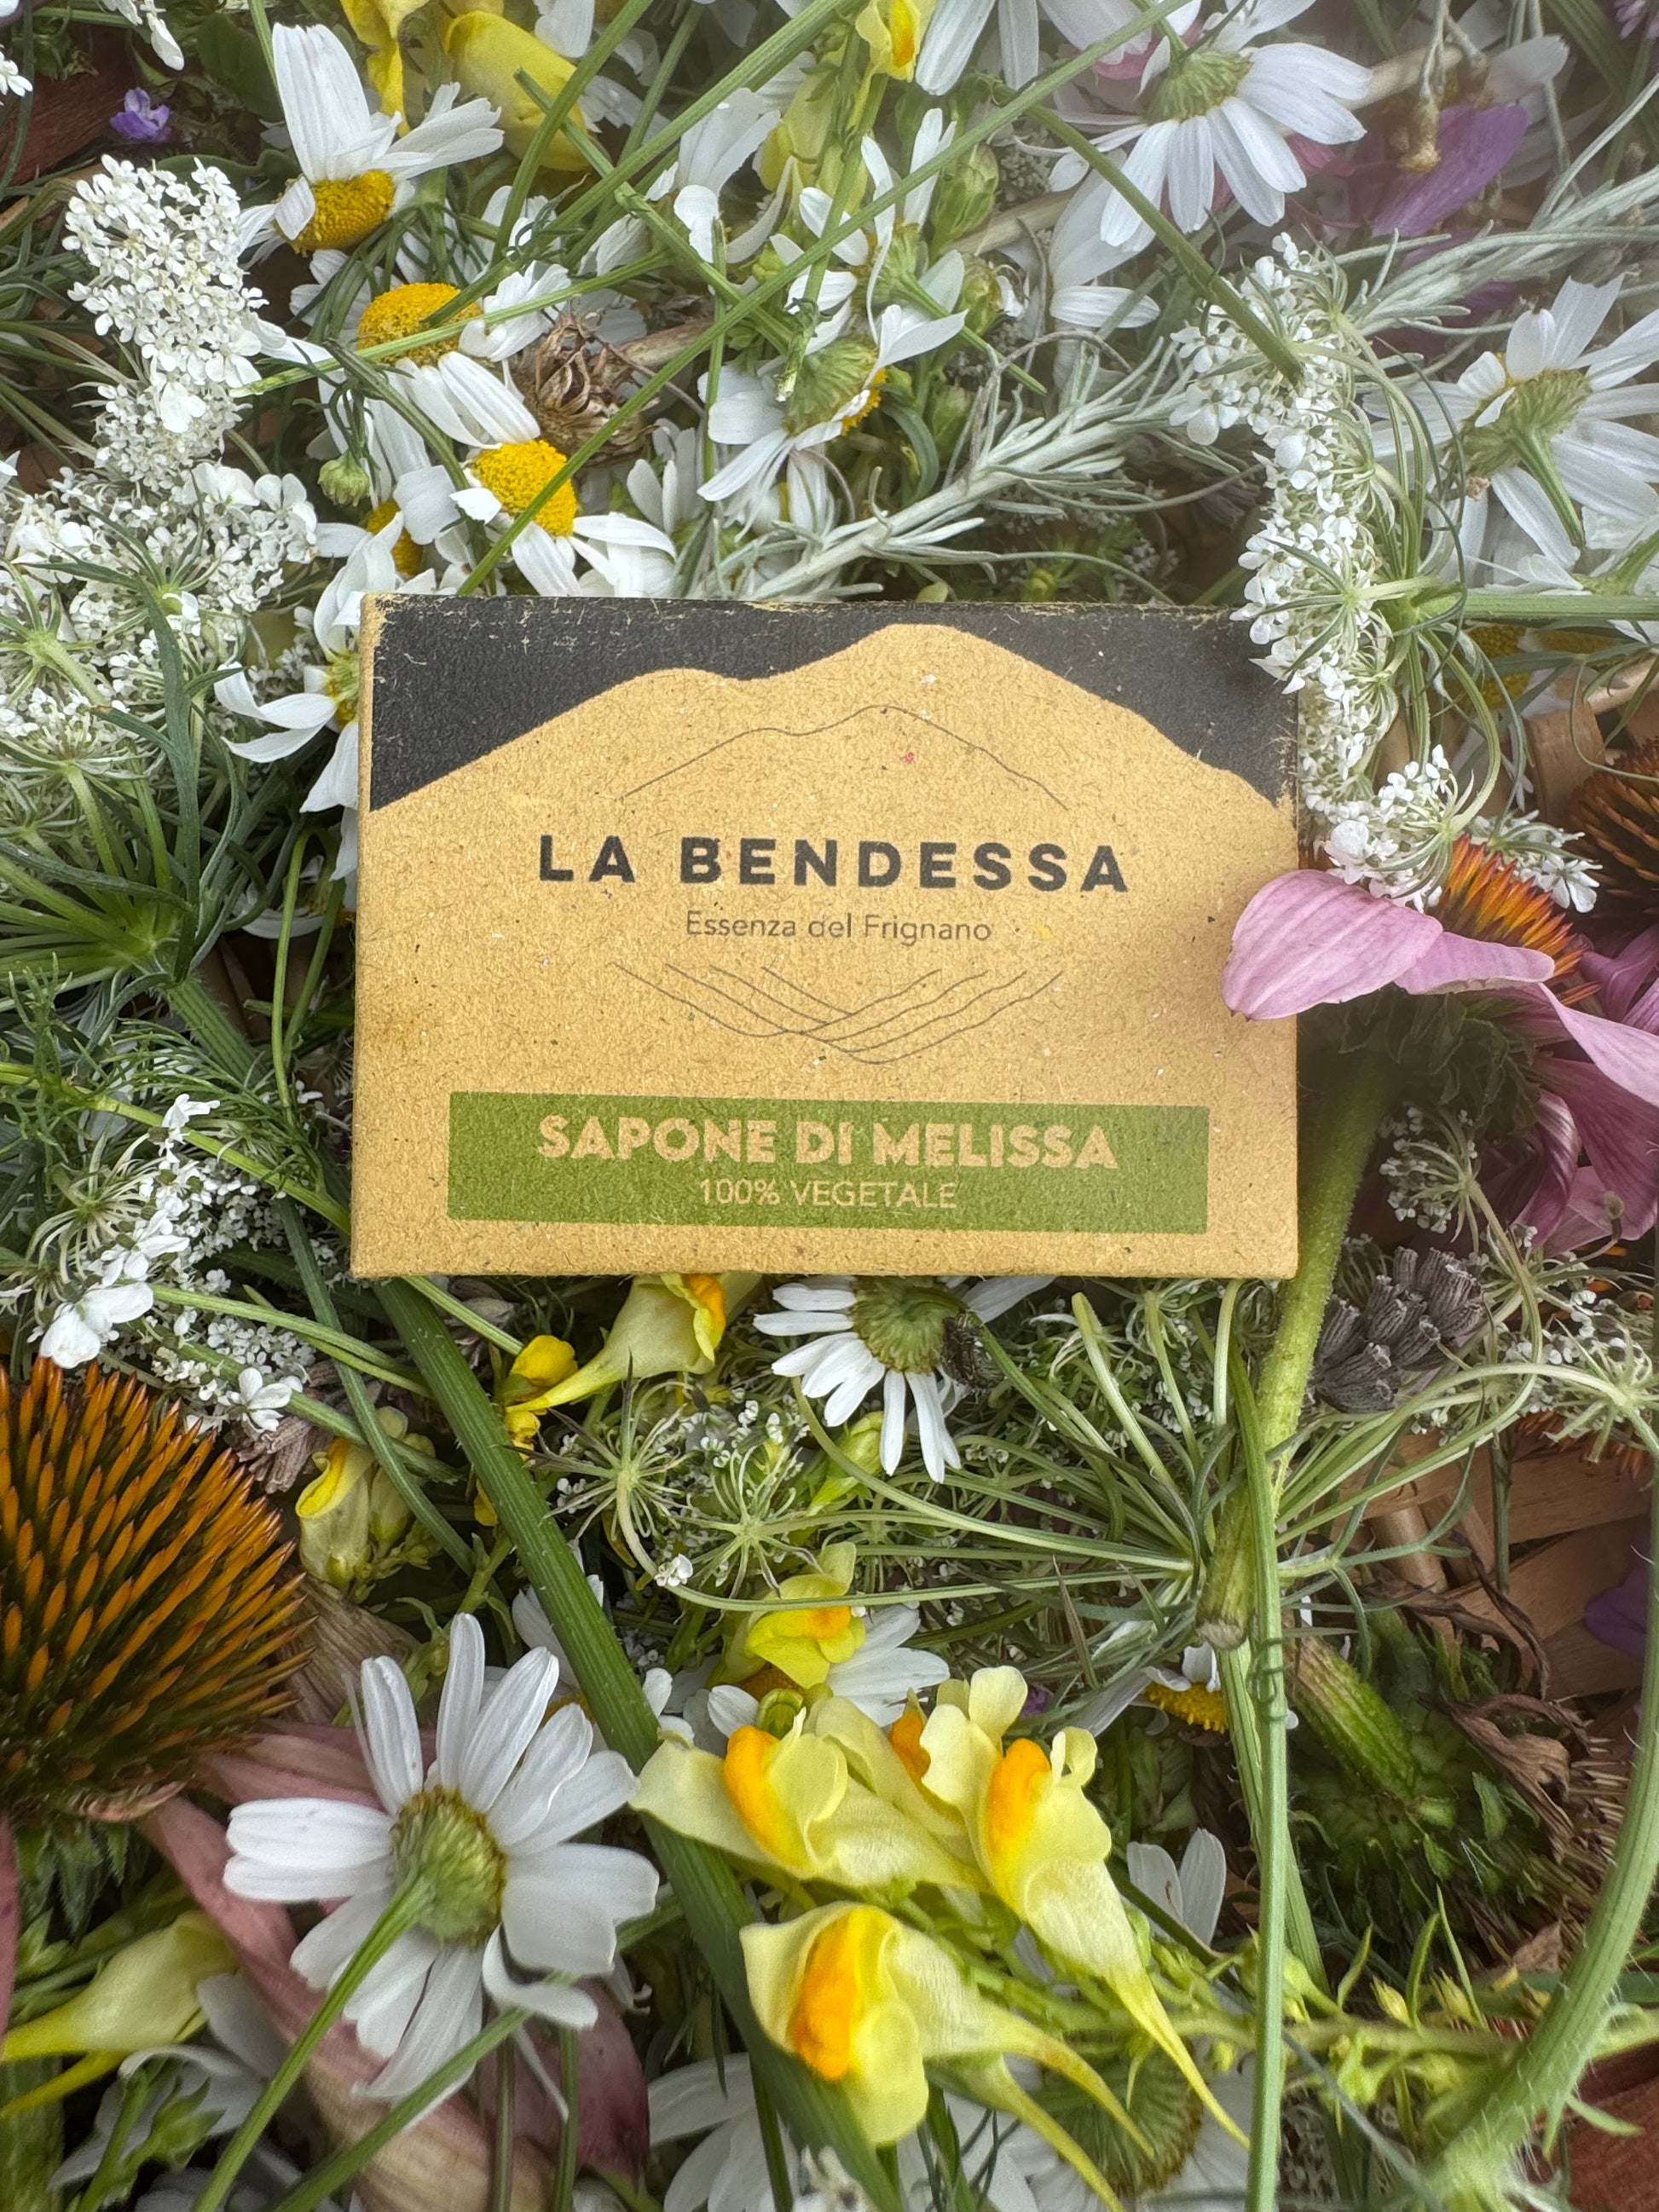 LA BENDESSA
Essenza del Frignano
SAPONE DI MELISSA
100% VEGETALE